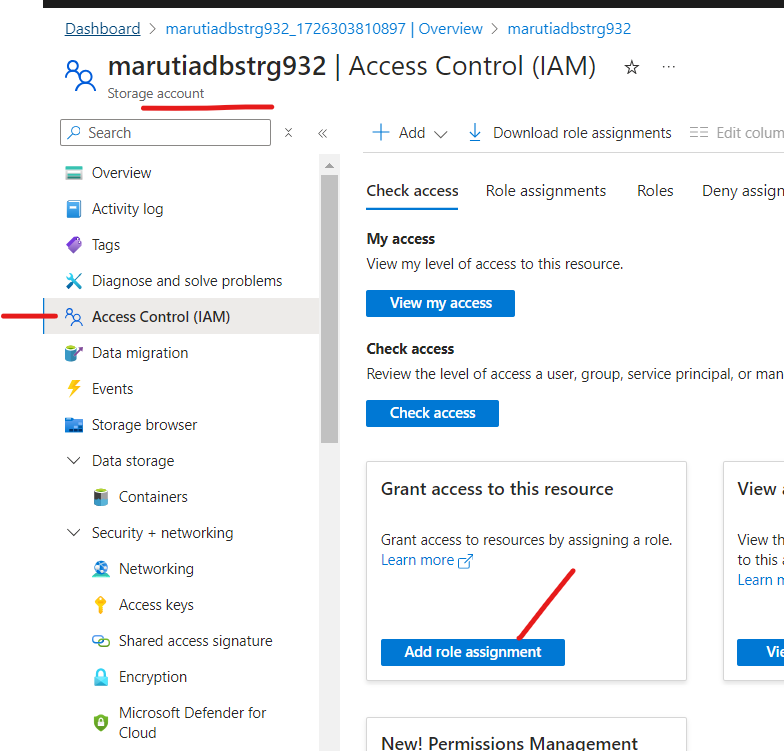 Dashboard > marutiadbstrg932_1726303810897 | Overview > marutiadbstrg932
marutiadbstrg932 | Access Control (IAM)
Storage account
Search
Add
Download role assignments
Edit colum
Overview
Activity log
Tags
Diagnose and solve problems
Access Control (IAM)
Data migration
Events
Storage browser
Data storage
Containers
Security + networking
Networking
Access keys
Shared access signature
Encryption
Microsoft Defender for
Cloud
Check access
Role assignments
Roles
Deny assign
My access
View my level of access to this resource.
View my access
Check access
Review the level of access a user, group, service principal, or man
Check access
Grant access to this resource
Grant access to resources by assigning a role.
Learn more
Add role assignment
View a
View th
to this
Learn m
Vie
New! Permissions Management